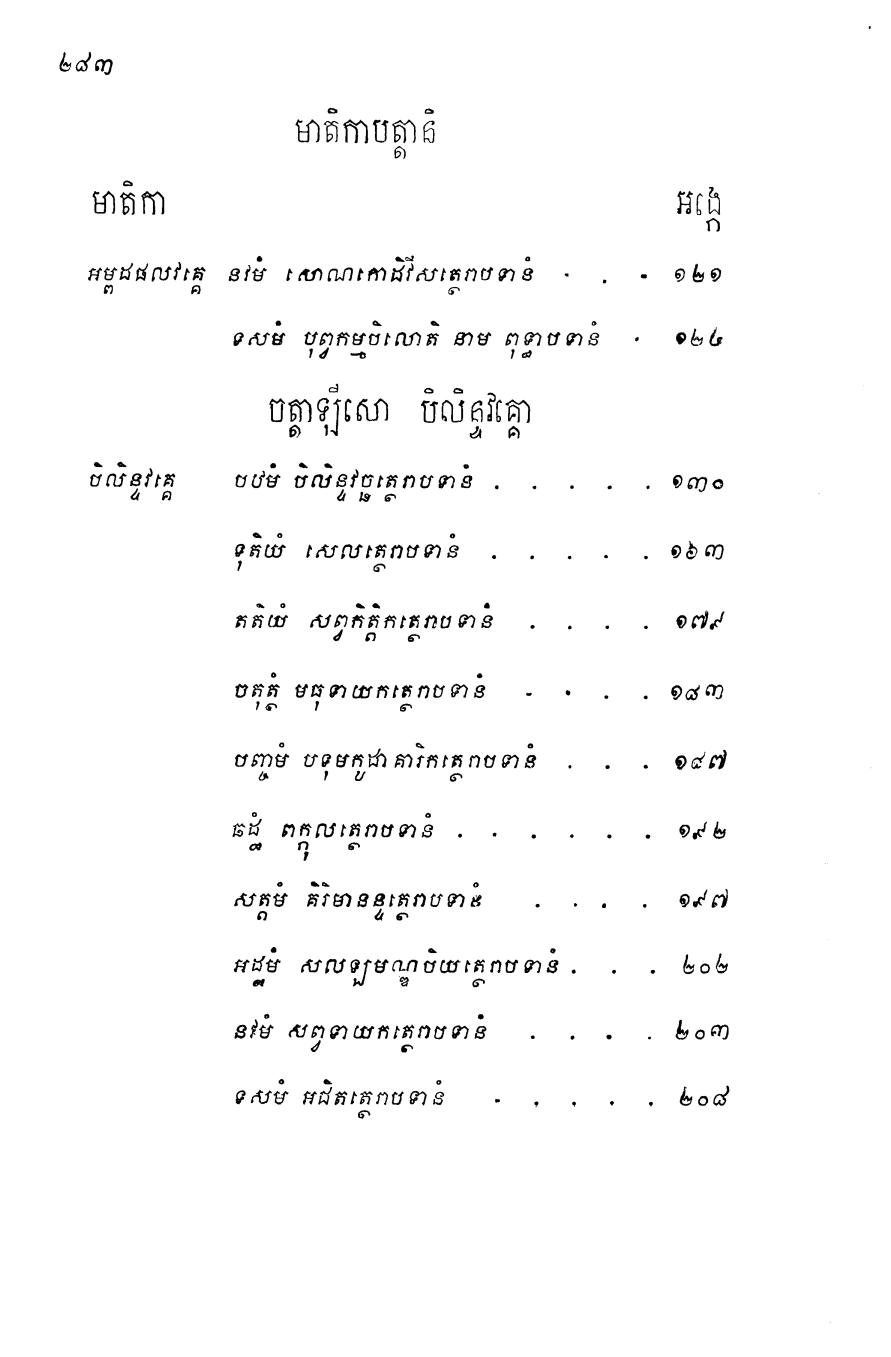 ២៨៣
មាតិកាបត្តានិ
មាតិកា អង្កេ
អម្ពដផលវគ្គេ នវមំ សោណកោដិវីសត្ថេរាបទានំ . . . ១២១
ទសមំ បុព្វកម្មបិលោតិ នាម ពុទ្ធាបទានំ . ១២៤
ចត្តាឡីសោ បិលិន្ទវគ្គោ
បិលិន្ទវគ្គេ បឋមំ បិលិន្ទវច្ឆត្ថេរាបទានំ . . . . . ១៣០
ទុតិយំ សេលត្ថេរាបទានំ . . . . . ១៦៣
តតិយំ សព្វកិត្តិកត្ថេរាបទានំ . . . . ១៧៩
ចតុត្ថំ មធុទាយកត្ថេរាបទានំ . . . . ១៨៣
បញ្ចមំ បទុមកូដាគារិកត្ថេរាបទានំ . . . ១៨៧
ឆដ្ឋំ ពក្កុលត្ថេរាបទានំ . . . . . . ១៩២
សត្តមំ គិរិមានន្ទត្ថេរាបទានំ . . . . ១៩៧
អដ្ឋមំ សលឡមណ្ឌបិយត្ថេរាបទានំ . . . ២០២
នវមំ សព្វទាយកត្ថេរាបទានំ . . . . ២០៣
ទសមំ អជិតត្ថេរាបទានំ . . . . . ២០៨